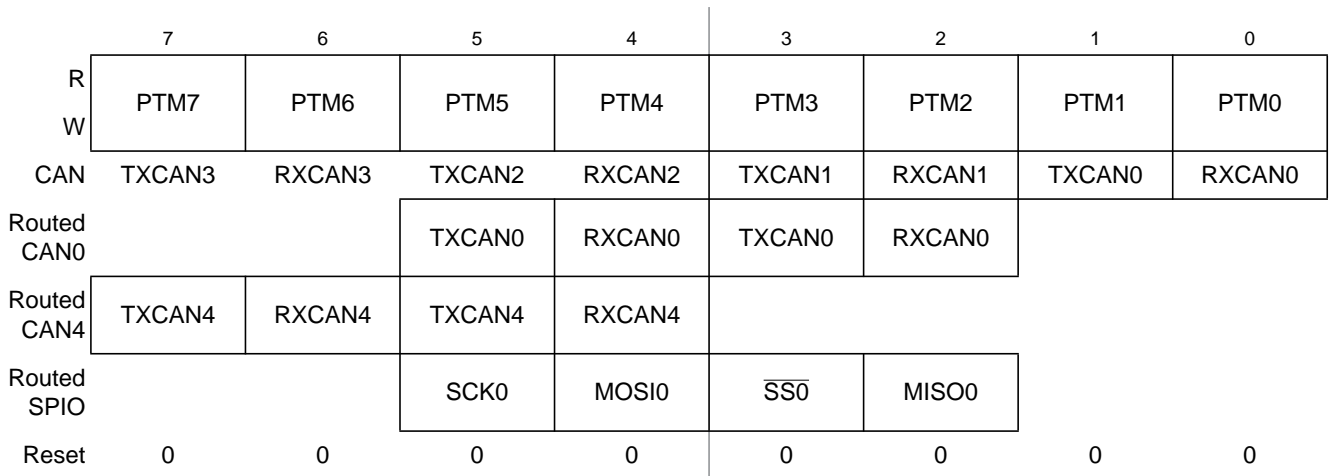 7 6 5 4 3 2 1 0
R
PTM7 PTM6 PTM5 PTM4 PTM3 PTM2 PTM1 PTM0
W
CAN TXCAN3 RXCAN3 TXCAN2 RXCAN2 TXCAN1 RXCAN1 TXCAN0 RXCAN0
Routed
CAN0 TXCAN0 RXCAN0 TXCAN0 RXCAN0
Routed
CAN4 TXCAN4 RXCAN4 TXCAN4 RXCAN4
Routed
SPIO SCK0 MOSI0 S̅S̅0̅ MISO0
Reset 0 0 0 0 0 0 0 0